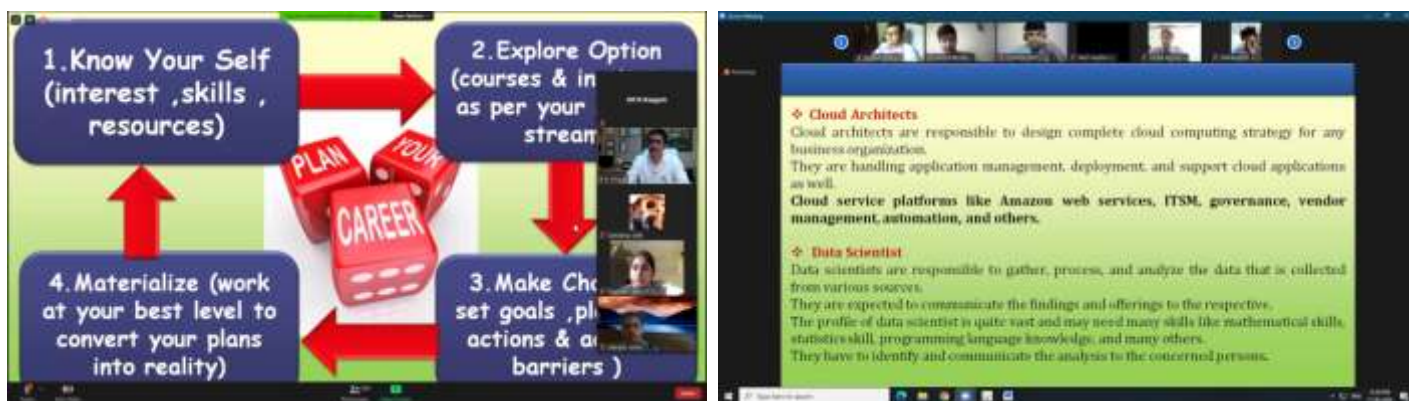 1.Know Your Self
(interest ,skills ,
resources)
2.Explore Option
(courses & in
as per your
stream
PLAN
YOUR
CAREER
4.Materialize (work
at your best level to
convert your plans
into reality)
3.Make Ch
set goals ,pl
actions & a
barriers )
❖ Cloud Architects
Cloud architects are responsible to design complete cloud computing strategy for any
business organization.
They are handling application management, deployment, and support cloud applications
as well.
Cloud service platforms like Amazon web services, ITSM, governance, vendor
management, automation, and others.
❖ Data Scientist
Data scientists are responsible to gather, process, and analyze the data that is collected
from various sources.
They are expected to communicate the findings and offerings to the respective.
The profile of data scientist is quite vast and may need many skills like mathematical skills,
statistics skill, programming language knowledge, and many others.
They have to identify and communicate the analysis to the concerned persons.
Type here to search